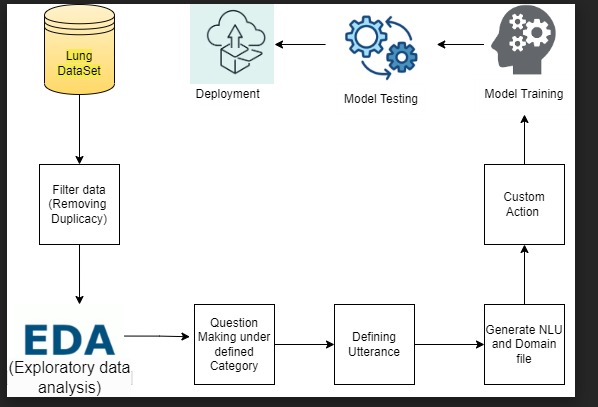 Lung
DataSet
Deployment
Model Testing
Model Training
Filter data
(Removing
Duplicacy)
Custom
Action
EDA
(Exploratory data
analysis)
Question
Making under
defined
Category
Defining
Utterance
Generate NLU
and Domain
file